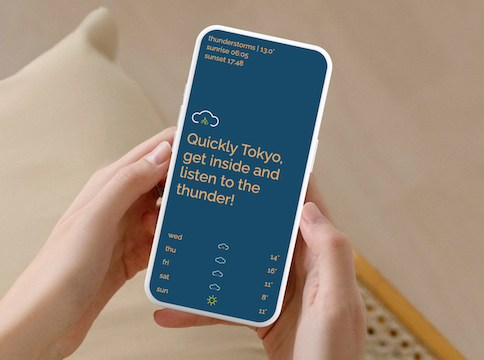 thunderstorms | 13.0°
sunrise 06:05
sunset 17:48
Quickly Tokyo,
get inside and
listen to the
thunder!
wed 14°
thu 16°
fri 11°
sat 8°
sun 11°